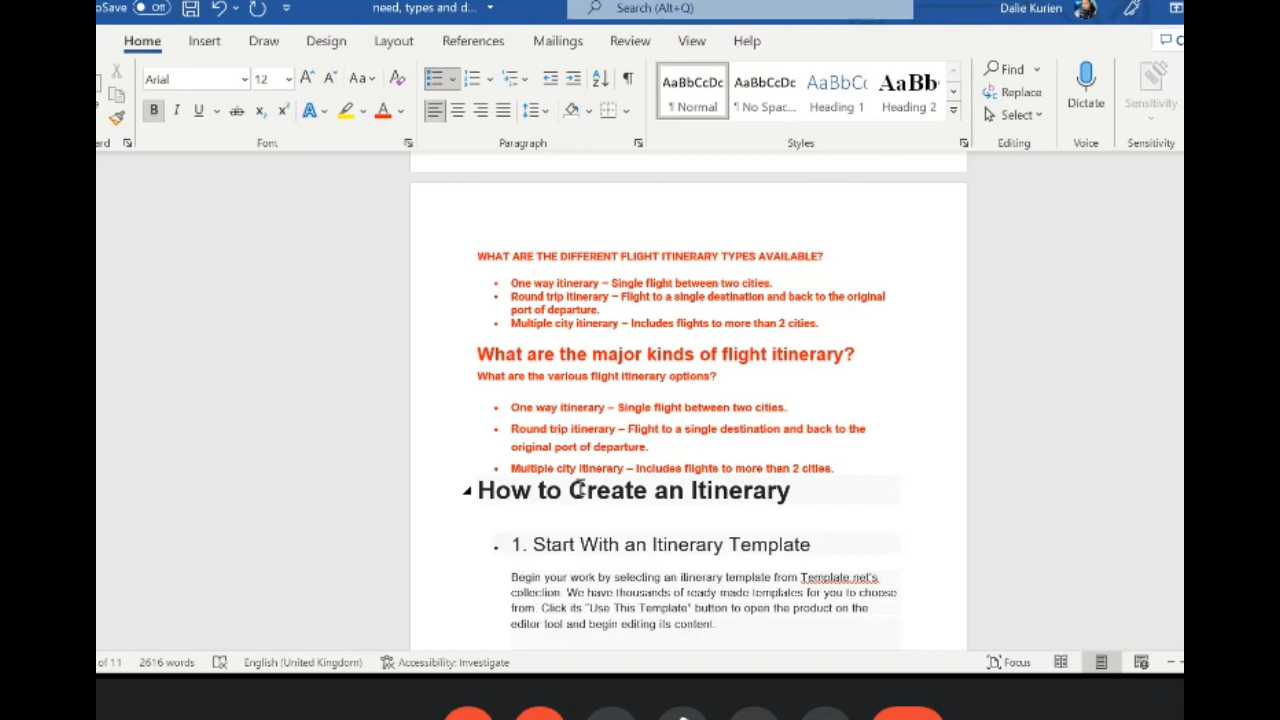 oSave Off need, types and d... Search (Alt+Q) Dalie Kurien
Home Insert Draw Design Layout References Mailings Review View Help
Arial 12 Aa AaBbCcDc AaBbCcDc AaBbCc AaBb Find
¶ Normal ¶ No Spac... Heading 1 Heading 2 Replace Dictate Sensitivity
B I U ab x₂ x² A A Select
rd Font Paragraph Styles Editing Voice Sensitivity
WHAT ARE THE DIFFERENT FLIGHT ITINERARY TYPES AVAILABLE?
• One way itinerary – Single flight between two cities.
• Round trip itinerary – Flight to a single destination and back to the original
port of departure.
• Multiple city itinerary – Includes flights to more than 2 cities.
What are the major kinds of flight itinerary?
What are the various flight itinerary options?
• One way itinerary – Single flight between two cities.
• Round trip itinerary – Flight to a single destination and back to the
original port of departure.
• Multiple city itinerary – Includes flights to more than 2 cities.
How to Create an Itinerary
• 1. Start With an Itinerary Template
Begin your work by selecting an itinerary template from Template.net's
collection. We have thousands of ready made templates for you to choose
from. Click its "Use This Template" button to open the product on the
editor tool and begin editing its content.
of 11 2616 words English (United Kingdom) Accessibility: Investigate Focus